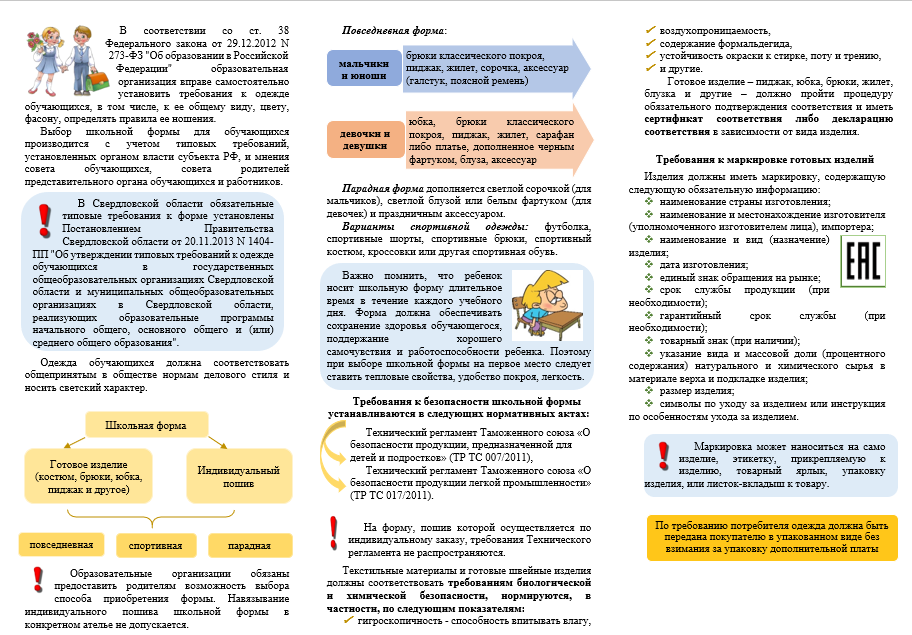 В соответствии со ст. 38
Федерального закона от 29.12.2012 N
273-ФЗ "Об образовании в Российской
Федерации" образовательная
организация вправе самостоятельно
установить требования к одежде
обучающихся, в том числе, к ее общему виду, цвету,
фасону, определять правила ее ношения.
Выбор школьной формы для обучающихся
производится с учетом типовых требований,
установленных органом власти субъекта РФ, и мнения
совета обучающихся, совета родителей
представительного органа обучающихся и работников.
В Свердловской области обязательные
типовые требования к форме установлены
Постановлением Правительства
Свердловской области от 20.11.2013 N 1404-
ПП "Об утверждении типовых требований к одежде
обучающихся в государственных
общеобразовательных организациях Свердловской
области и муниципальных общеобразовательных
организациях в Свердловской области,
реализующих образовательные программы
начального общего, основного общего и (или)
среднего общего образования".
Одежда обучающихся должна соответствовать
общепринятым в обществе нормам делового стиля и
носить светский характер.
Школьная форма
Готовое изделие
(костюм, брюки, юбка,
пиджак и другое)
Индивидуальный
пошив
повседневная
спортивная
парадная
Образовательные организации обязаны
предоставить родителям возможность выбора
способа приобретения формы. Навязывание
индивидуального пошива школьной формы в
конкретном ателье не допускается.
Повседневная форма:
мальчики
и юноши
брюки классического покроя,
пиджак, жилет, сорочка, аксессуар
(галстук, поясной ремень)
девочки и
девушки
юбка, брюки классического
покроя, пиджак, жилет, сарафан
либо платье, дополненное черным
фартуком, блуза, аксессуар
Парадная форма дополняется светлой сорочкой (для
мальчиков), светлой блузой или белым фартуком (для
девочек) и праздничным аксессуаром.
Варианты спортивной одежды: футболка,
спортивные шорты, спортивные брюки, спортивный
костюм, кроссовки или другая спортивная обувь.
Важно помнить, что ребенок
носит школьную форму длительное
время в течение каждого учебного
дня. Форма должна обеспечивать
сохранение здоровья обучающегося,
поддержание хорошего
самочувствия и работоспособности ребенка. Поэтому
при выборе школьной формы на первое место следует
ставить тепловые свойства, удобство покроя, легкость.
Требования к безопасности школьной формы
устанавливаются в следующих нормативных актах:
Технический регламент Таможенного союза «О
безопасности продукции, предназначенной для
детей и подростков» (ТР ТС 007/2011),
Технический регламент Таможенного союза «О
безопасности продукции легкой промышленности»
(ТР ТС 017/2011).
На форму, пошив которой осуществляется по
индивидуальному заказу, требования Технического
регламента не распространяются.
Текстильные материалы и готовые швейные изделия
должны соответствовать требованиям биологической
и химической безопасности, нормируются, в
частности, по следующим показателям:
✓ гигроскопичность - способность впитывать влагу,
✓ воздухопроницаемость,
✓ содержание формальдегида,
✓ устойчивость окраски к стирке, поту и трению,
✓ и другие.
Готовое изделие – пиджак, юбка, брюки, жилет,
блузка и другие – должно пройти процедуру
обязательного подтверждения соответствия и иметь
сертификат соответствия либо декларацию
соответствия в зависимости от вида изделия.
Требования к маркировке готовых изделий
Изделия должны иметь маркировку, содержащую
следующую обязательную информацию:
❖ наименование страны изготовления;
❖ наименование и местонахождение изготовителя
(уполномоченного изготовителем лица), импортера;
❖ наименование и вид (назначение)
изделия;
❖ дата изготовления;
❖ единый знак обращения на рынке;
❖ срок службы продукции (при
необходимости);
❖ гарантийный срок службы (при
необходимости);
❖ товарный знак (при наличии);
❖ указание вида и массовой доли (процентного
содержания) натурального и химического сырья в
материале верха и подкладке изделия;
❖ размер изделия;
❖ символы по уходу за изделием или инструкция
по особенностям ухода за изделием.
EAC
Маркировка может наноситься на само
изделие, этикетку, прикрепляемую к
изделию, товарный ярлык, упаковку
изделия, или листок-вкладыш к товару.
По требованию потребителя одежда должна быть
передана покупателю в упакованном виде без
взимания за упаковку дополнительной платы